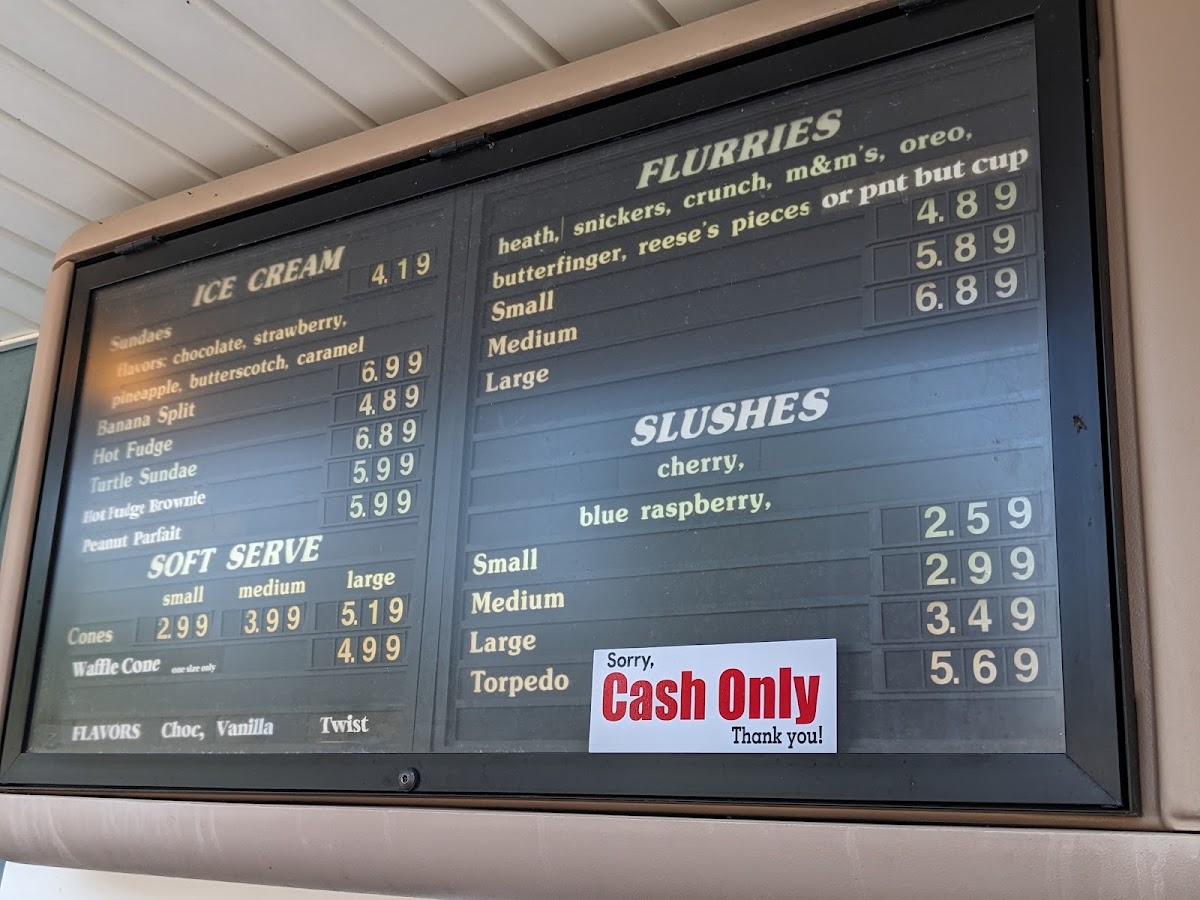 ICE CREAM
Sundaes 4.19
flavors: chocolate, strawberry,
pineapple, butterscotch, caramel
Banana Split 6.99
Hot Fudge 4.89
Turtle Sundae 6.89
Hot Fudge Brownie 5.99
Peanut Parfait 5.99
SOFT SERVE
small medium large
Cones 2.99 3.99 5.19
Waffle Cone one size only 4.99
FLAVORS Choc, Vanilla Twist
FLURRIES
heath, snickers, crunch, m&m's, oreo,
butterfinger, reese's pieces or pnt but cup
Small 4.89
Medium 5.89
Large 6.89
SLUSHES
cherry,
blue raspberry,
Small 2.59
Medium 2.99
Large 3.49
Torpedo 5.69
Sorry,
Cash Only
Thank you!